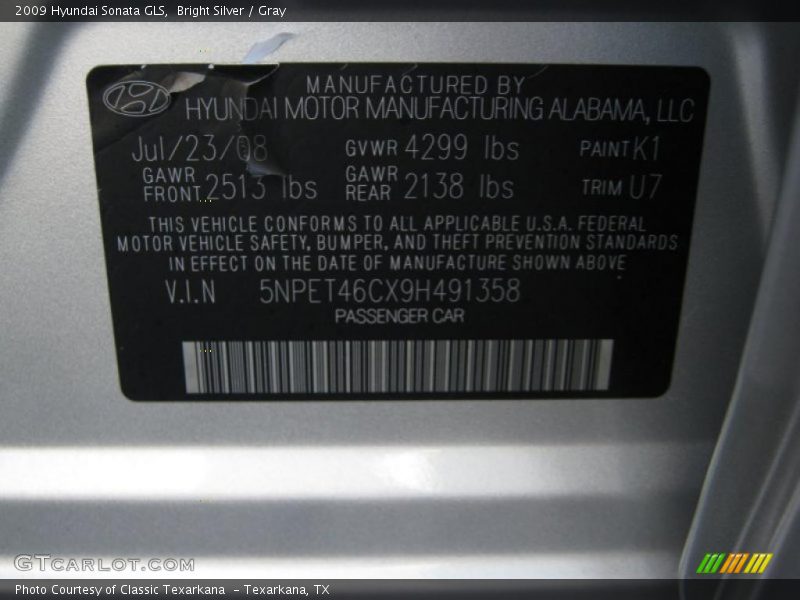 2009 Hyundai Sonata GLS,  Bright Silver / Gray
MANUFACTURED BY
HYUNDAI MOTOR MANUFACTURING ALABAMA, LLC
Jul/23/08 GVWR 4299 lbs PAINT K1
GAWR FRONT 2513 lbs GAWR REAR 2138 lbs TRIM U7
THIS VEHICLE CONFORMS TO ALL APPLICABLE U.S.A. FEDERAL
MOTOR VEHICLE SAFETY, BUMPER, AND THEFT PREVENTION STANDARDS
IN EFFECT ON THE DATE OF MANUFACTURE SHOWN ABOVE
V.I.N 5NPET46CX9H491358
PASSENGER CAR
GTCARLOT.COM
Photo Courtesy of Classic Texarkana  - Texarkana, TX